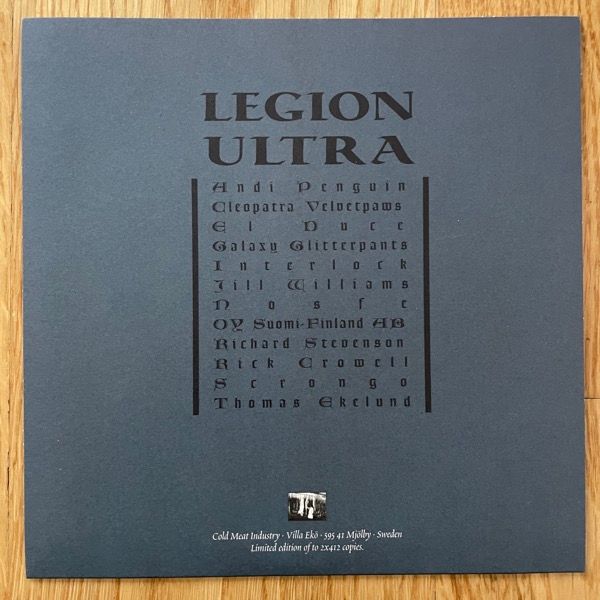 LEGION
ULTRA
Andi Penguin
Cleopatra Velvetpaws
El Duce
Galaxy Glitterpants
Interlock
Jill Williams
Nosfe
OY Suomi-Finland AB
Richard Stevenson
Rick Crowell
Scrongo
Thomas Ekelund
Cold Meat Industry · Villa Ekö · 595 41 Mjölby · Sweden
Limited edition of to 2x412 copies.